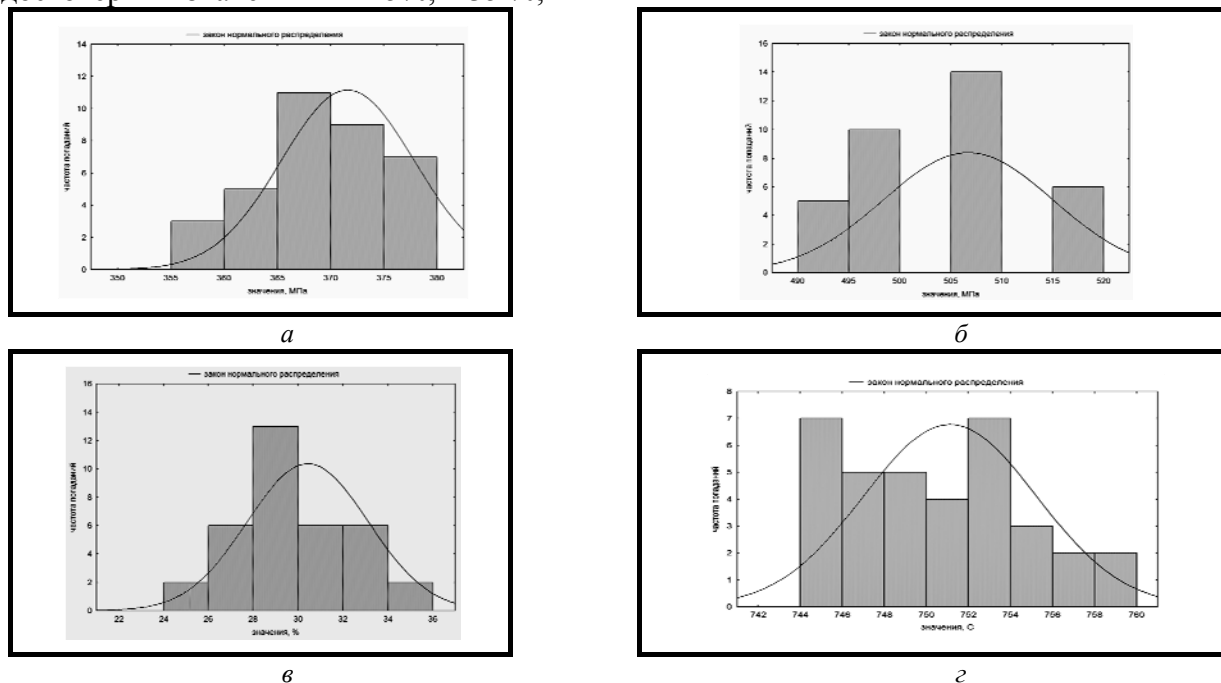 закон нормального распределения
14
12
10
8
6
4
2
0
частота попаданий
350 355 360 365 370 375 380
значения, МПа
а
закон нормального распределения
16
14
12
10
8
6
4
2
0
частота попаданий
490 495 500 505 510 515 520
значения, МПа
б
закон нормального распределения
16
14
12
10
8
6
4
2
0
частота попаданий
22 24 26 28 30 32 34 36
значения, %
в
закон нормального распределения
8
7
6
5
4
3
2
1
0
частота попаданий
742 744 746 748 750 752 754 756 758 760
значения, С
г